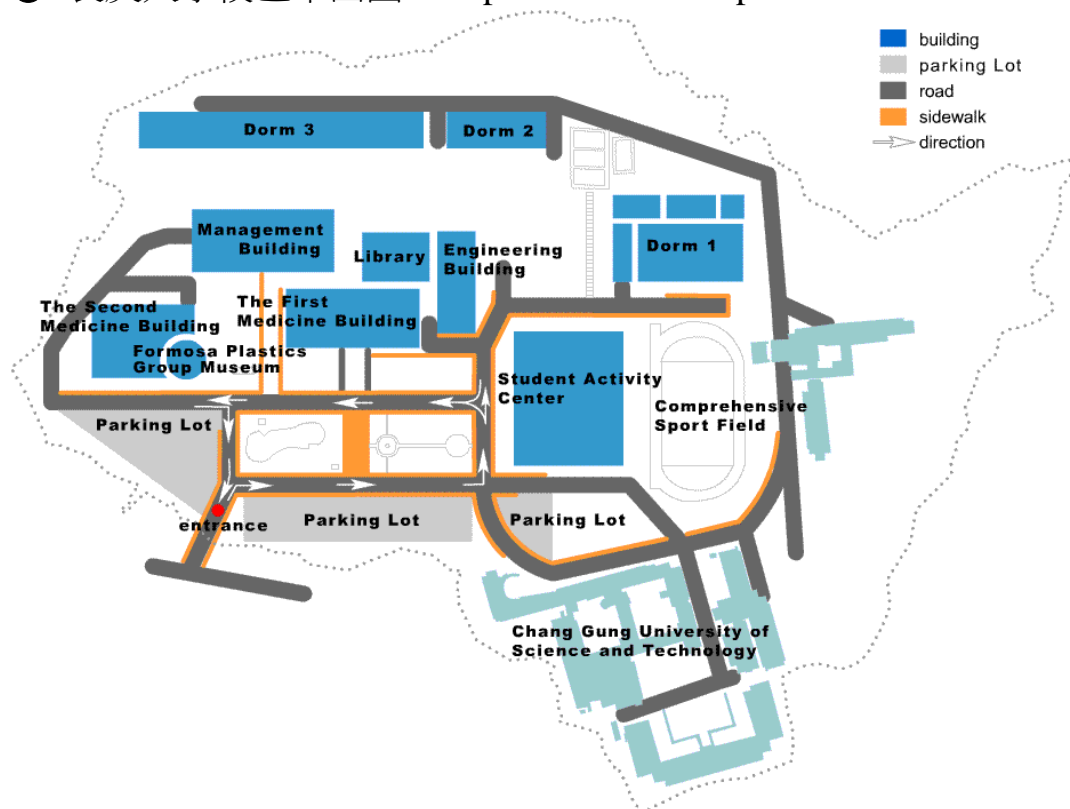 building
parking Lot
road
sidewalk
direction
Dorm 3
Dorm 2
Management
Building
Library
Engineering
Building
Dorm 1
The Second
Medicine Building
The First
Medicine Building
Formosa Plastics
Group Museum
Student Activity
Center
Comprehensive
Sport Field
Parking Lot
entrance
Parking Lot
Parking Lot
Chang Gung University of
Science and Technology